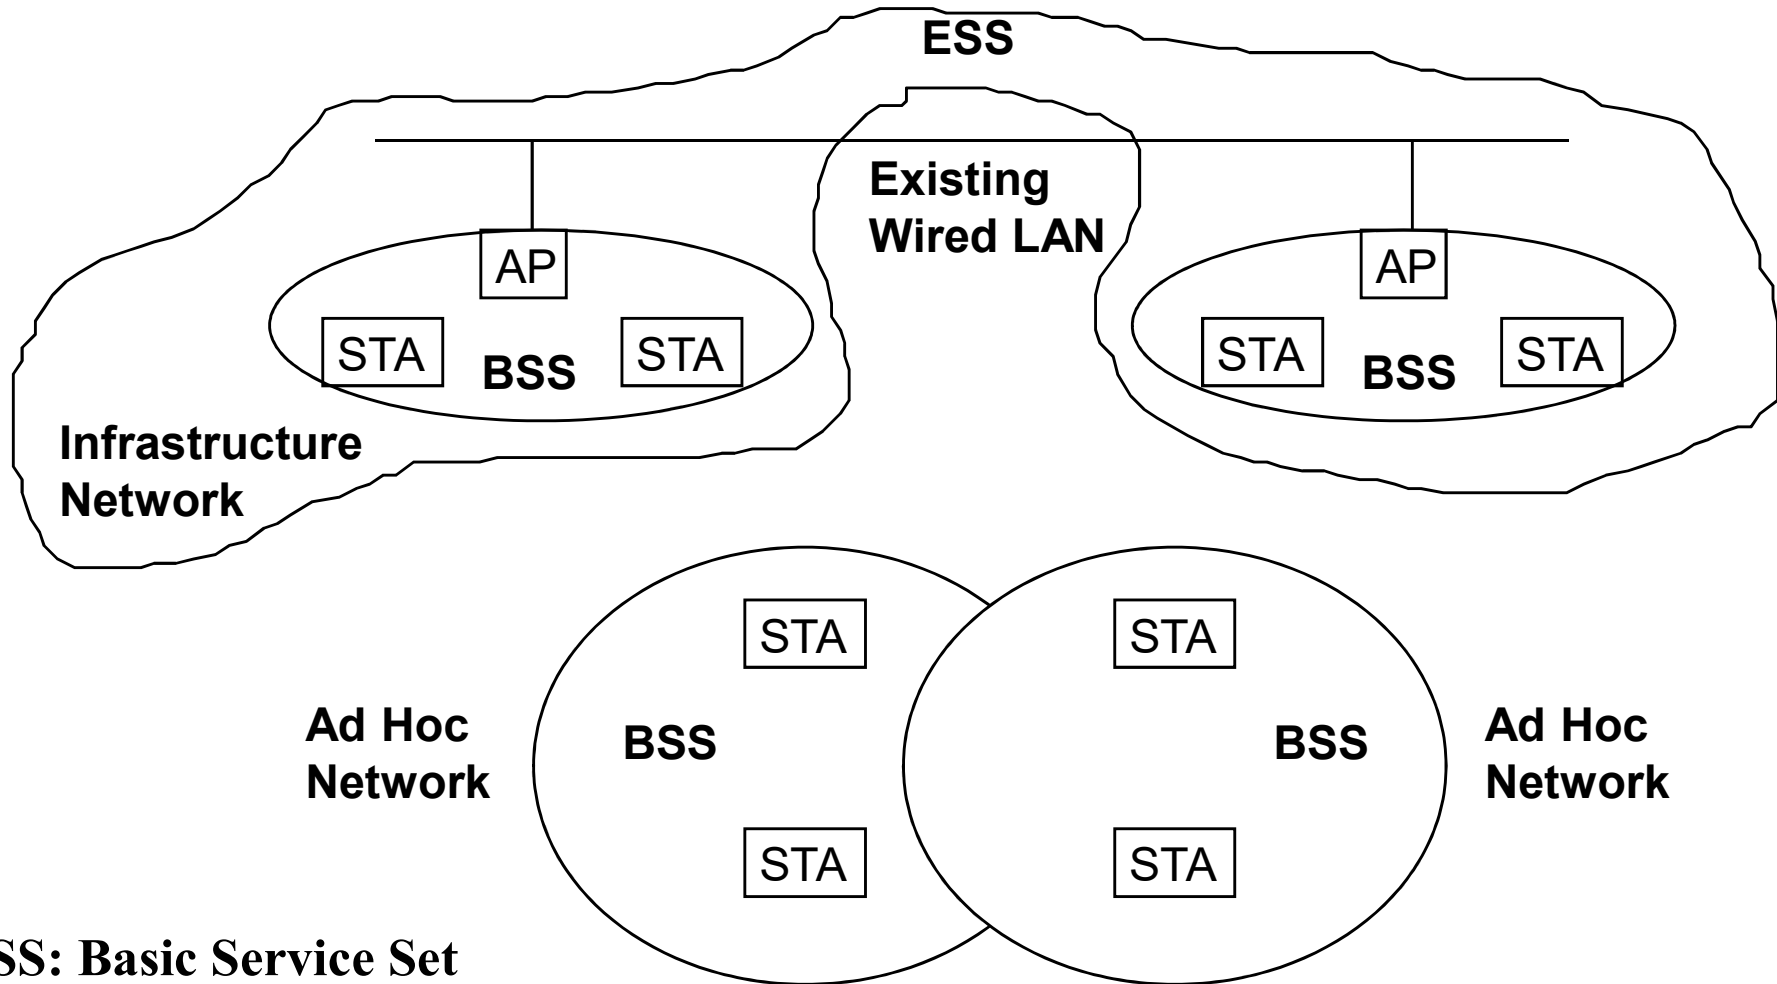 ESS
Existing
Wired LAN
AP
AP
STA
BSS
STA
STA
BSS
STA
Infrastructure
Network
STA
STA
Ad Hoc
Network
BSS
BSS
Ad Hoc
Network
STA
STA
SS: Basic Service Set